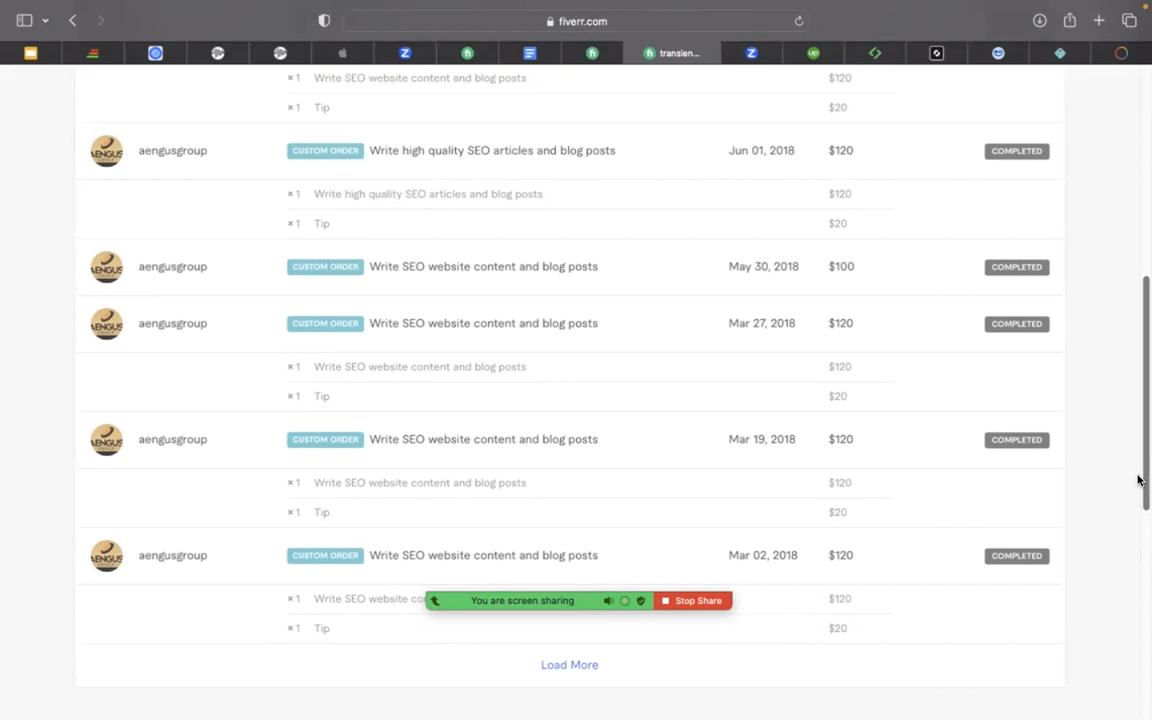 fiverr.com
translen...
× 1 Write SEO website content and blog posts $120
× 1 Tip $20
AENGUS aengusgroup CUSTOM ORDER Write high quality SEO articles and blog posts Jun 01, 2018 $120 COMPLETED
× 1 Write high quality SEO articles and blog posts $120
× 1 Tip $20
AENGUS aengusgroup CUSTOM ORDER Write SEO website content and blog posts May 30, 2018 $100 COMPLETED
AENGUS aengusgroup CUSTOM ORDER Write SEO website content and blog posts Mar 27, 2018 $120 COMPLETED
× 1 Write SEO website content and blog posts $120
× 1 Tip $20
AENGUS aengusgroup CUSTOM ORDER Write SEO website content and blog posts Mar 19, 2018 $120 COMPLETED
× 1 Write SEO website content and blog posts $120
× 1 Tip $20
AENGUS aengusgroup CUSTOM ORDER Write SEO website content and blog posts Mar 02, 2018 $120 COMPLETED
× 1 Write SEO website co $120
You are screen sharing Stop Share
× 1 Tip $20
Load More